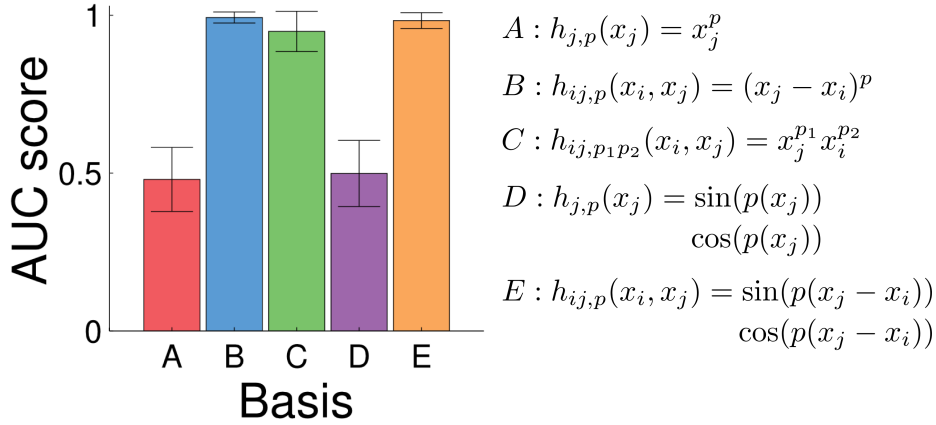 1
0.5
0
AUC score
A B C D E
Basis
A : h_{j,p}(x_j) = x_j^p
B : h_{ij,p}(x_i, x_j) = (x_j − x_i)^p
C : h_{ij,p_1p_2}(x_i, x_j) = x_j^{p_1} x_i^{p_2}
D : h_{j,p}(x_j) = sin(p(x_j))
cos(p(x_j))
E : h_{ij,p}(x_i, x_j) = sin(p(x_j − x_i))
cos(p(x_j − x_i))